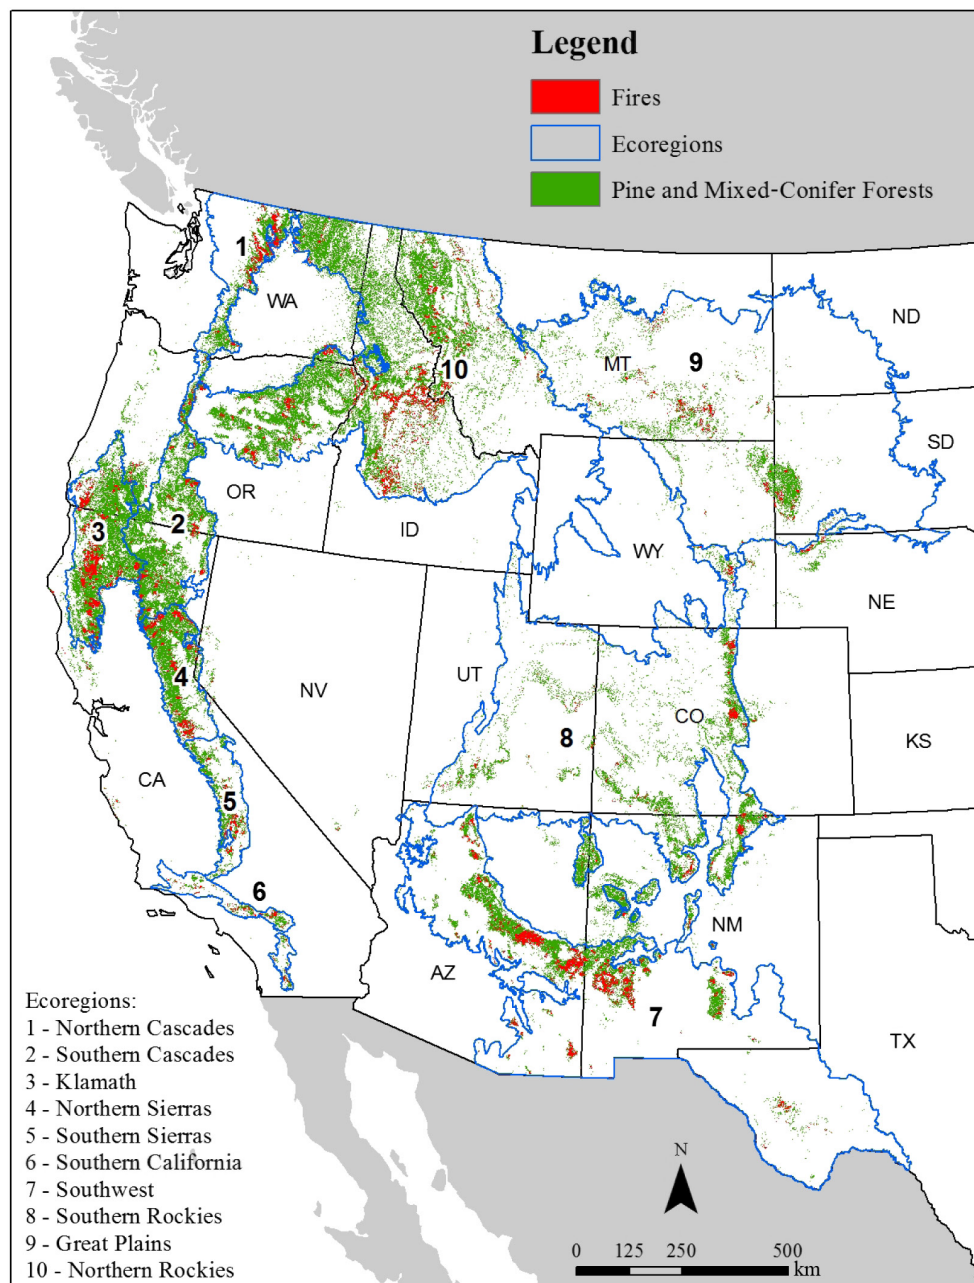 Legend
Fires
Ecoregions
Pine and Mixed-Conifer Forests
1
WA
ND
MT
9
10
SD
OR
2
3
ID
WY
NE
4
NV
UT
CO
8
KS
CA
5
6
NM
AZ
7
TX
Ecoregions:
1 - Northern Cascades
2 - Southern Cascades
3 - Klamath
4 - Northern Sierras
5 - Southern Sierras
6 - Southern California
7 - Southwest
8 - Southern Rockies
9 - Great Plains
10 - Northern Rockies
N
0 125 250 500
km